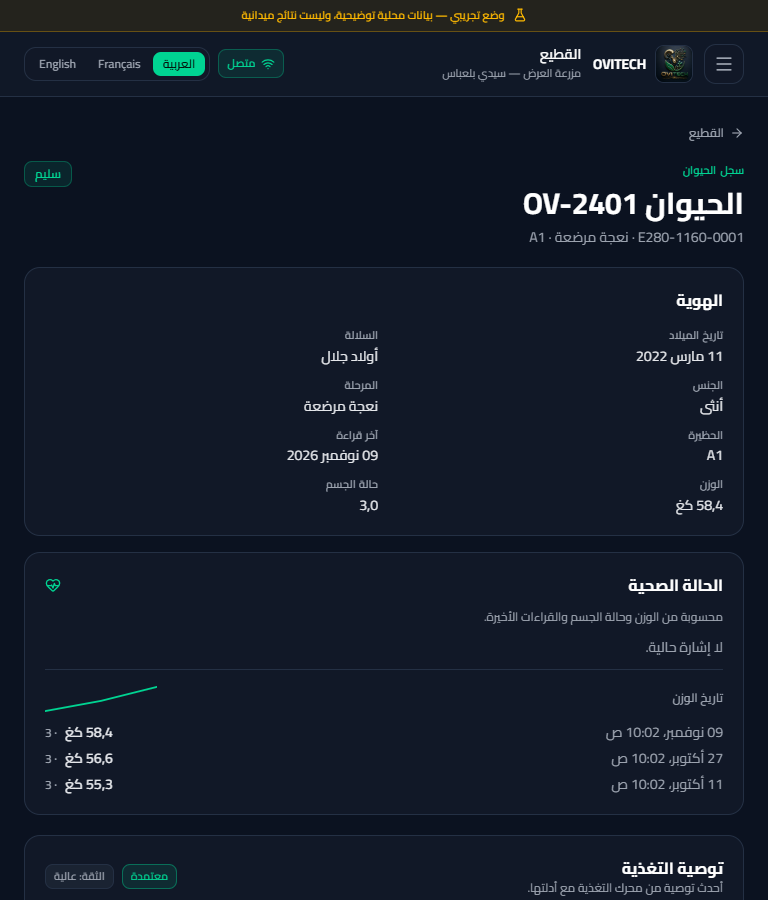 وضع تجريبي — بيانات محلية توضيحية، وليست نتائج ميدانية
OVITECH
القطيع
مزرعة العرض — سيدي بلعباس
متصل
العربية Français English
القطيع
سجل الحيوان
سليم
الحيوان OV-2401
E280-1160-0001 · نعجة مرضعة · A1
الهوية
تاريخ الميلاد السلالة
11 مارس 2022 أولاد جلال
الجنس المرحلة
أنثى نعجة مرضعة
الحظيرة آخر قراءة
A1 09 نوفمبر 2026
الوزن حالة الجسم
58,4 كغ 3,0
الحالة الصحية
محسوبة من الوزن وحالة الجسم والقراءات الأخيرة.
لا إشارة حالية.
تاريخ الوزن
09 نوفمبر، 10:02 ص 58,4 كغ · 3
27 أكتوبر، 10:02 ص 56,6 كغ · 3
11 أكتوبر، 10:02 ص 55,3 كغ · 3
توصية التغذية
معتمدة الثقة: عالية
أحدث توصية من محرك التغذية مع أدلتها.